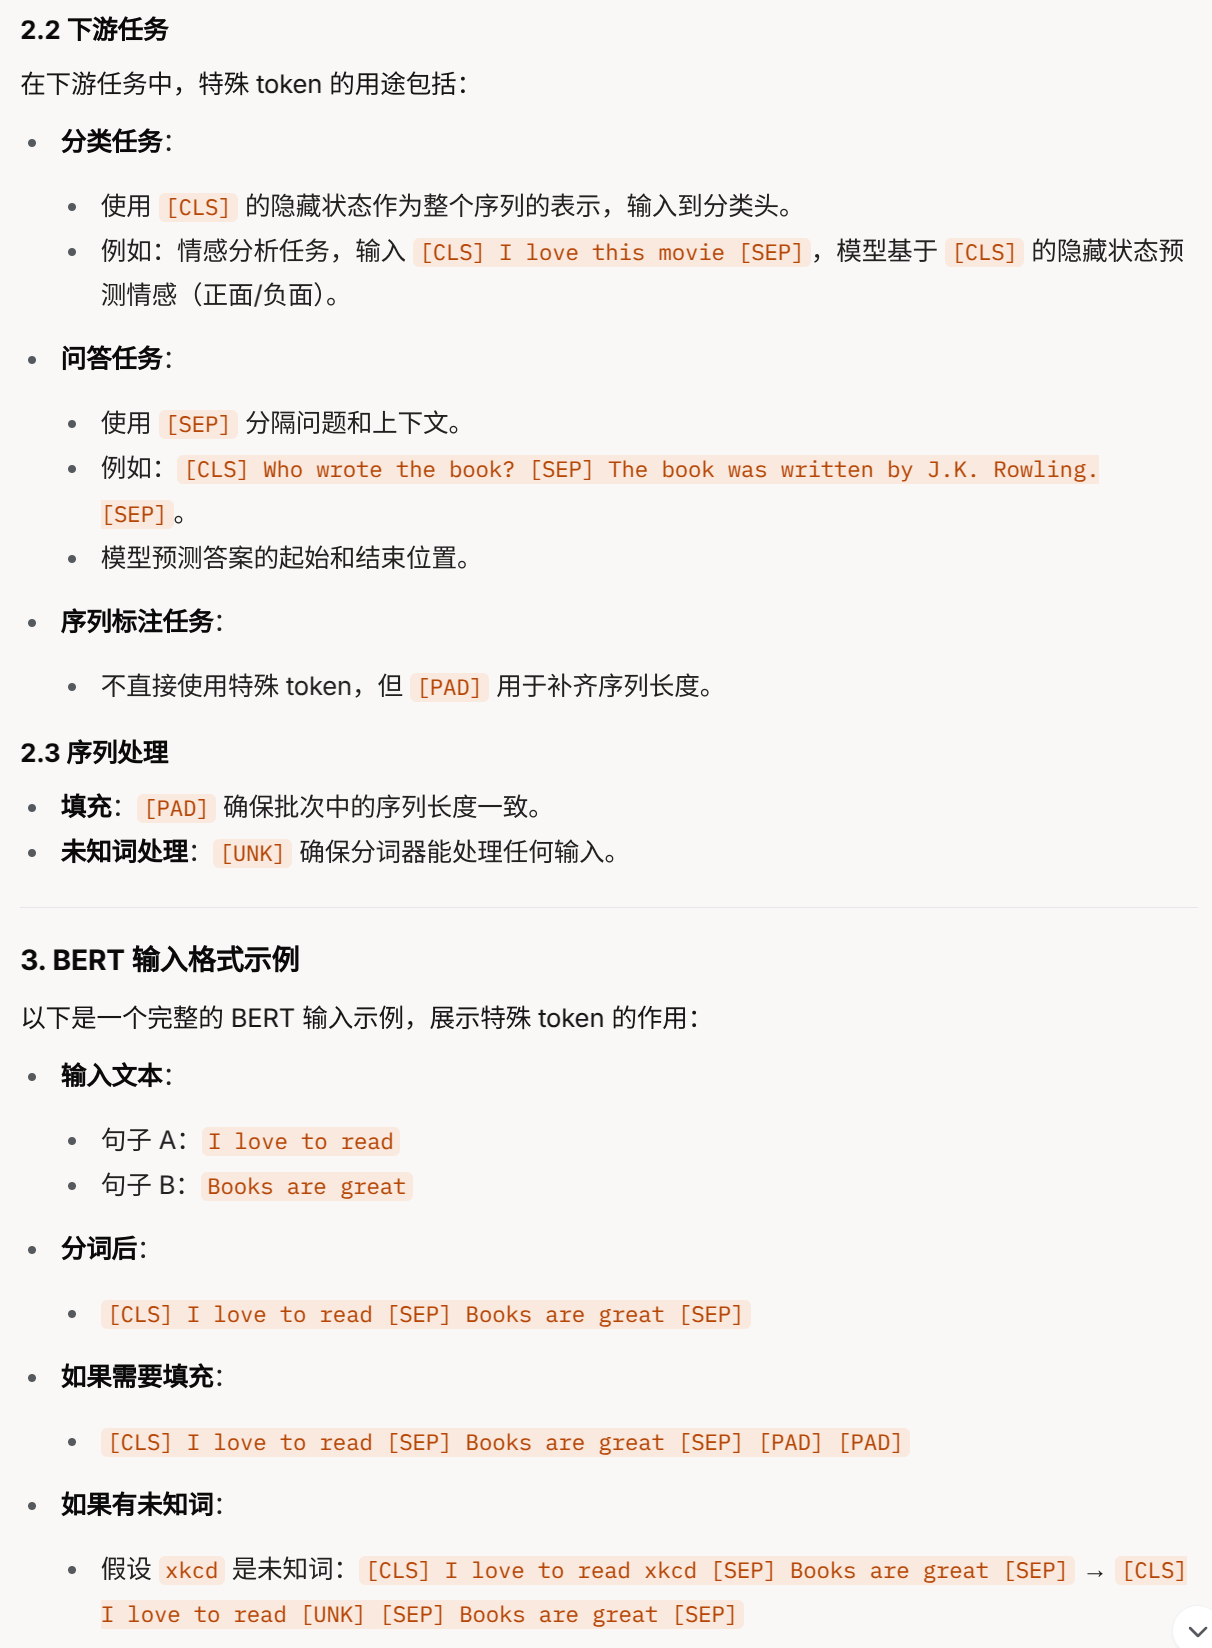 2.2 下游任务
在下游任务中，特殊 token 的用途包括：
• 分类任务：
• 使用 [CLS] 的隐藏状态作为整个序列的表示，输入到分类头。
• 例如：情感分析任务，输入 [CLS] I love this movie [SEP]，模型基于 [CLS] 的隐藏状态预
测情感（正面/负面）。
• 问答任务：
• 使用 [SEP] 分隔问题和上下文。
• 例如：[CLS] Who wrote the book? [SEP] The book was written by J.K. Rowling.
[SEP]。
• 模型预测答案的起始和结束位置。
• 序列标注任务：
• 不直接使用特殊 token，但 [PAD] 用于补齐序列长度。
2.3 序列处理
• 填充：[PAD] 确保批次中的序列长度一致。
• 未知词处理：[UNK] 确保分词器能处理任何输入。
3. BERT 输入格式示例
以下是一个完整的 BERT 输入示例，展示特殊 token 的作用：
• 输入文本：
• 句子 A：I love to read
• 句子 B：Books are great
• 分词后：
• [CLS] I love to read [SEP] Books are great [SEP]
• 如果需要填充：
• [CLS] I love to read [SEP] Books are great [SEP] [PAD] [PAD]
• 如果有未知词：
• 假设 xkcd 是未知词：[CLS] I love to read xkcd [SEP] Books are great [SEP] → [CLS]
I love to read [UNK] [SEP] Books are great [SEP]